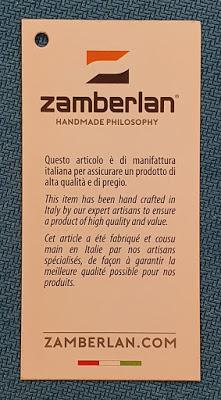 zamberlan®
HANDMADE PHILOSOPHY
Questo articolo è di manifattura
italiana per assicurare un prodotto di
alta qualità e di pregio.
This item has been hand crafted in
Italy by our expert artisans to ensure
a product of high quality and value.
Cet article a été fabriqué et cousu
main en Italie par nos artisans
spécialisés, de façon à garantir la
meilleure qualité possible pour nos
produits.
ZAMBERLAN.COM